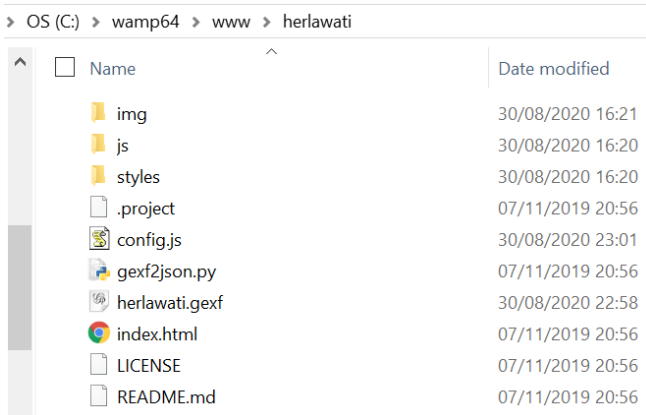 > OS (C:) > wamp64 > www > herlawati
Name Date modified
img 30/08/2020 16:21
js 30/08/2020 16:20
styles 30/08/2020 16:20
.project 07/11/2019 20:56
config.js 30/08/2020 23:01
gexf2json.py 07/11/2019 20:56
herlawati.gexf 30/08/2020 22:58
index.html 07/11/2019 20:56
LICENSE 07/11/2019 20:56
README.md 07/11/2019 20:56